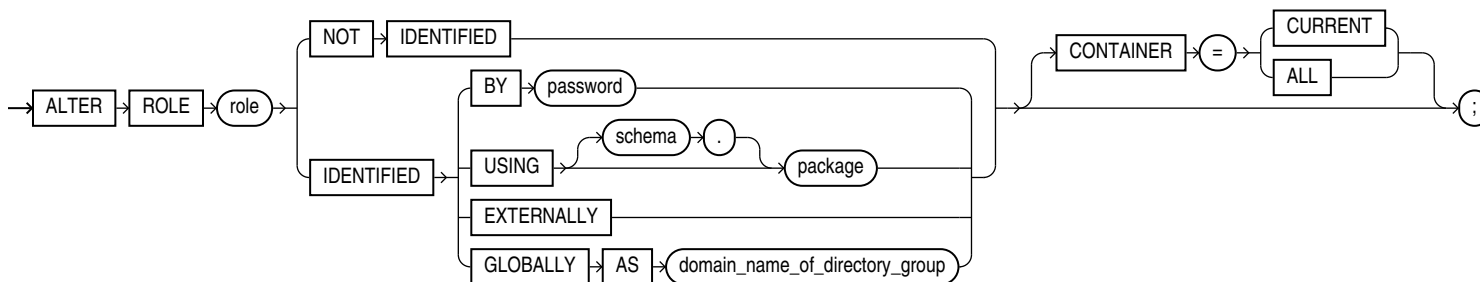 NOT IDENTIFIED
CONTAINER = CURRENT
ALL
ALTER ROLE role
BY password
USING schema . package
IDENTIFIED
EXTERNALLY
GLOBALLY AS domain_name_of_directory_group
;